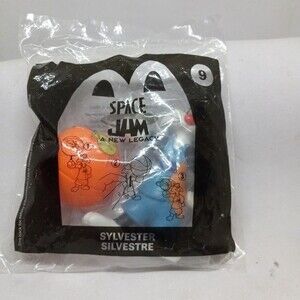 9
SPACE
JAM
A NEW LEGACY
SYLVESTER
SILVESTRE